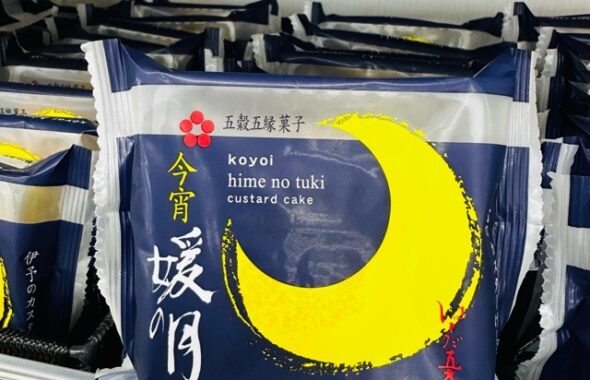 五穀五縁菓子
koyoi
hime no tuki
custard cake
今宵
媛の月
伊予のカス